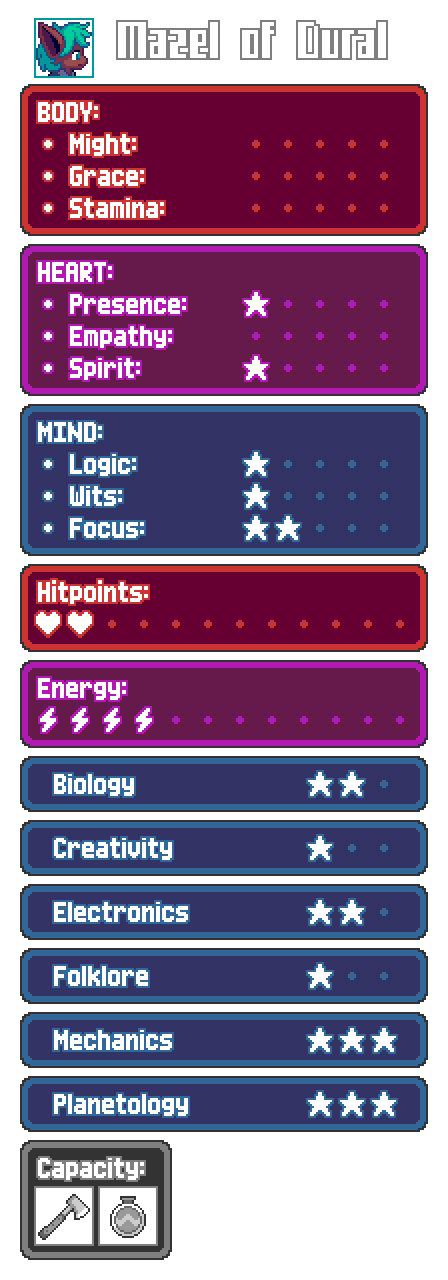 Mazel of Dural
BODY:
• Might:
• Grace:
• Stamina:
HEART:
• Presence:
• Empathy:
• Spirit:
MIND:
• Logic:
• Wits:
• Focus:
Hitpoints:
Energy:
Biology
Creativity
Electronics
Folklore
Mechanics
Planetology
Capacity: